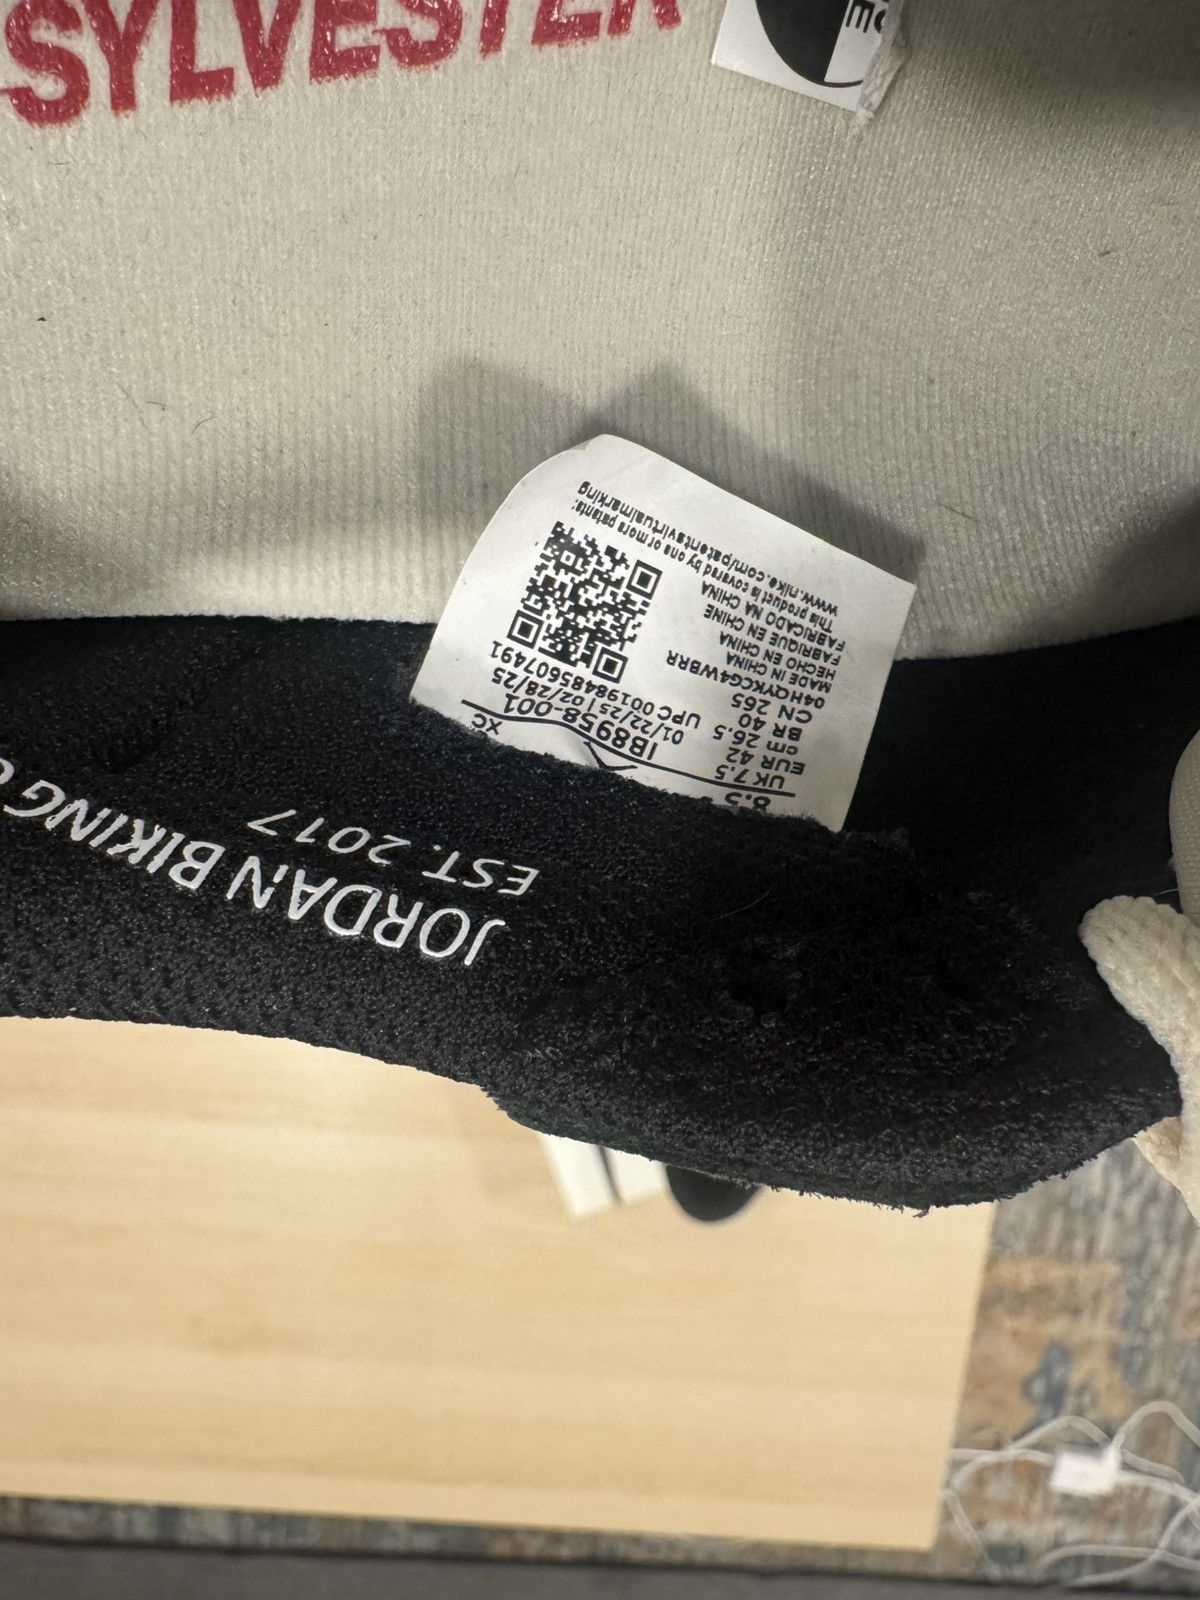 SYLVESTER
8.5
UK 7.5
EUR 42
cm 26.5
BR 40
CN 265
04HQYKCG4WBRR
XC
IB8958-001
01/22/25 | 02/28/25
UPC 00198485607491
MADE IN CHINA
HECHO EN CHINA
FABRIQUÉ EN CHINE
FABRICADO NA CHINA
This product is covered by one or more patents:
www.nike.com/patentsvirtualmarking
JORDAN BIKING
EST. 2017